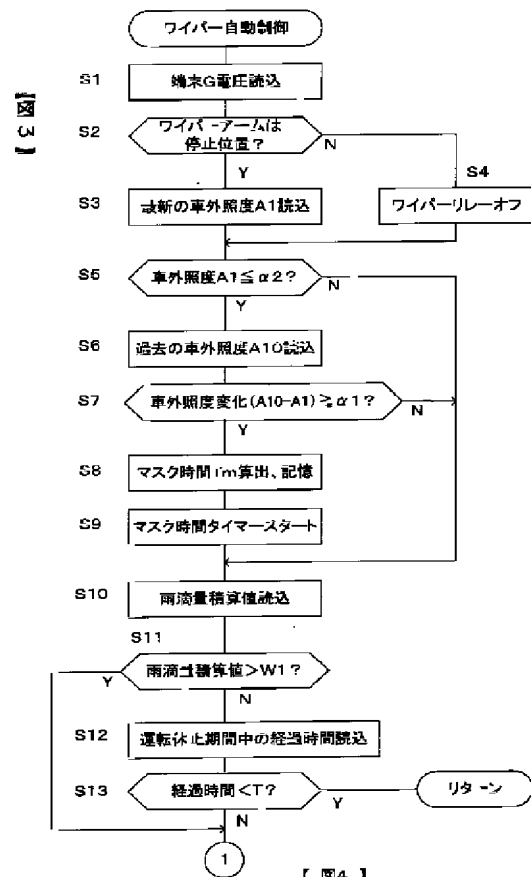 【図3】
ワイパー自動制御
S1
端末G電圧読込
S2
ワイパーアームは
停止位置?
N
Y
S4
S3
最新の車外照度A1読込
ワイパーリレーオフ
S5
車外照度A1≦α2?
N
Y
S6
過去の車外照度A10読込
S7
車外照度変化(A10-A1)≧α1?
N
Y
S8
マスク時間Tm算出、記憶
S9
マスク時間タイマースタート
S10
雨滴量積算値読込
S11
雨滴量積算値>W1?
Y
N
S12
運転休止期間中の経過時間読込
S13
経過時間<T?
Y
リターン
N
1
【図4】